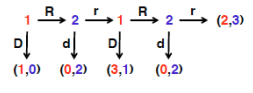 R r R r
1 2 1 2 (2,3)
D d D d
(1,0) (0,2) (3,1) (0,2)